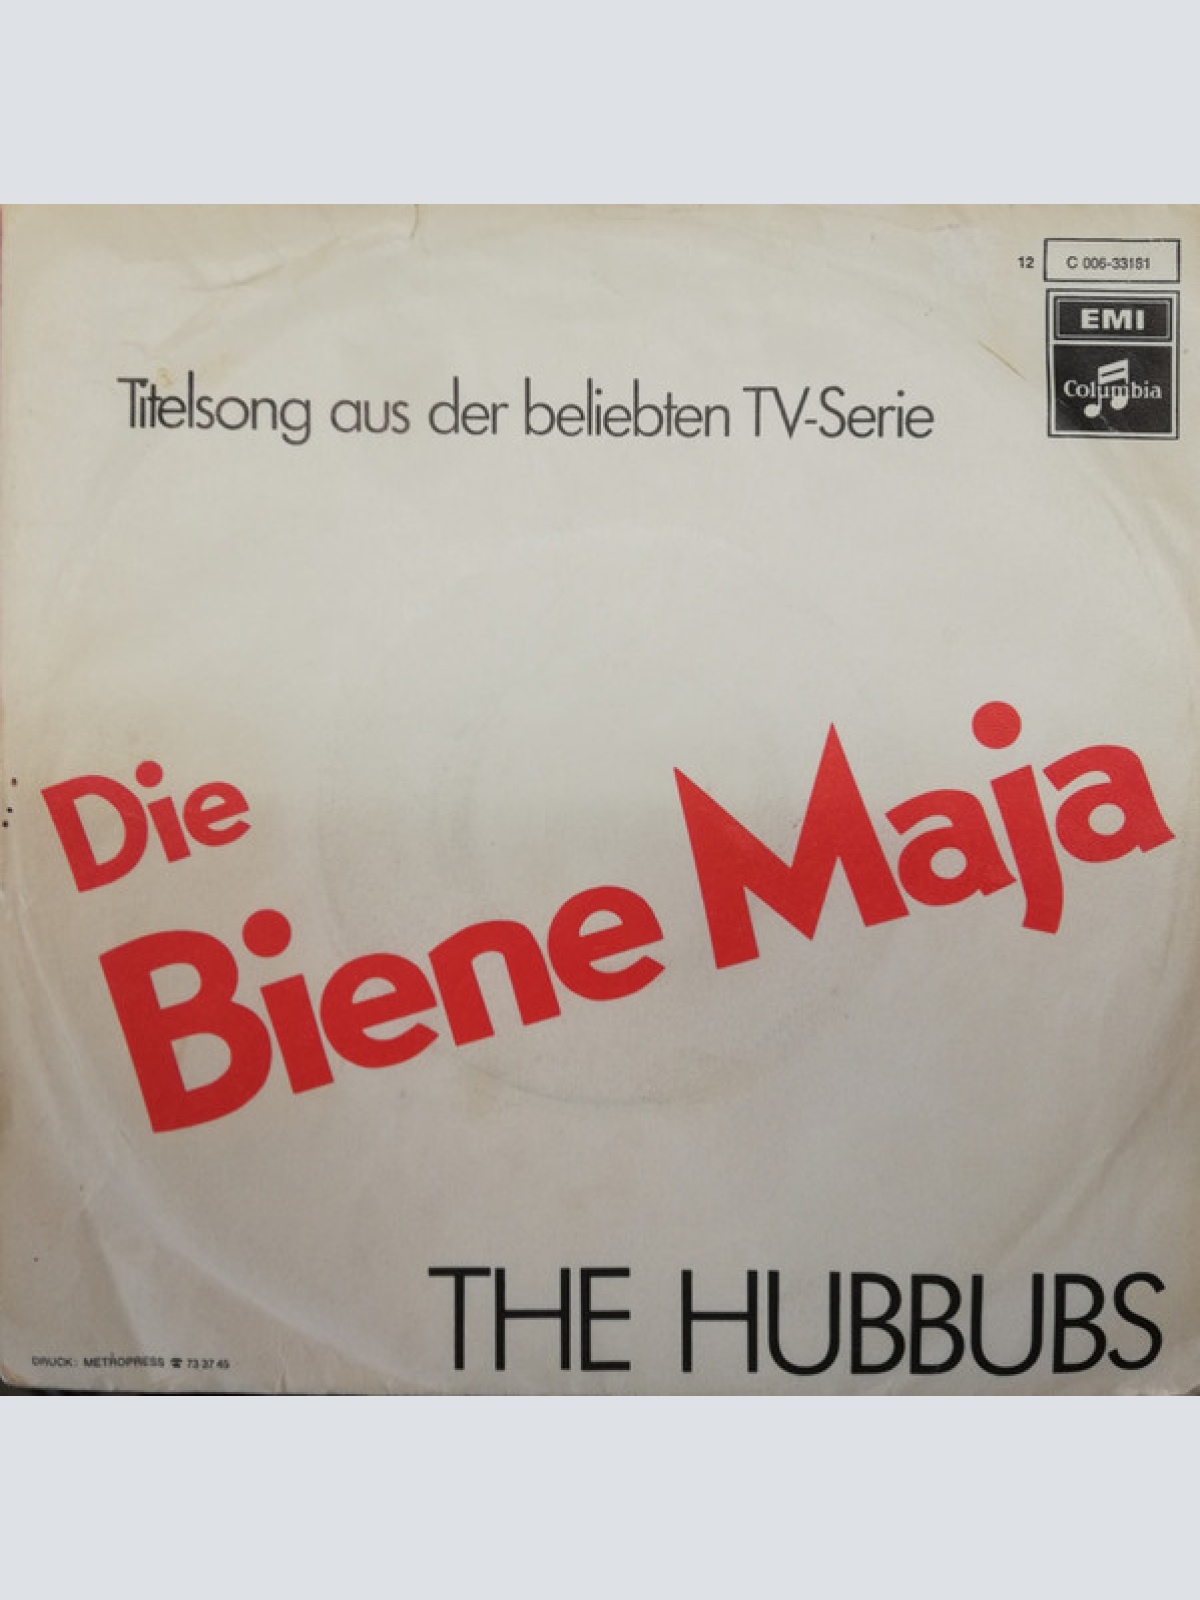 12 C 006-33181
EMI
Columbia
Titelsong aus der beliebten TV-Serie
Die
Biene Maja
THE HUBBUBS
DRUCK: METROPRESS ☎ 73 37 45